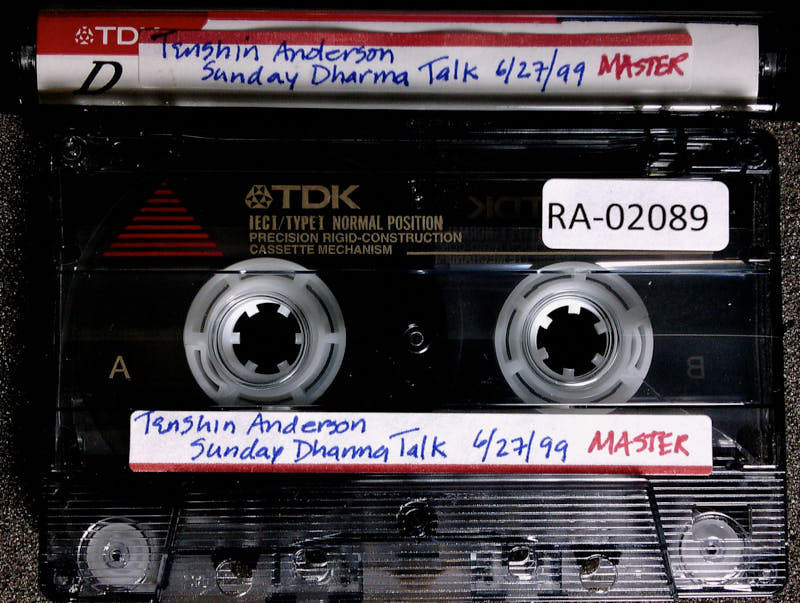 TDK
D
Tenshin Anderson
Sunday Dharma Talk 6/27/99 MASTER
TDK
IECI/TYPEI NORMAL POSITION
PRECISION RIGID-CONSTRUCTION
CASSETTE MECHANISM
RA-02089
A
B
Tenshin Anderson
Sunday Dharma Talk 6/27/99 MASTER